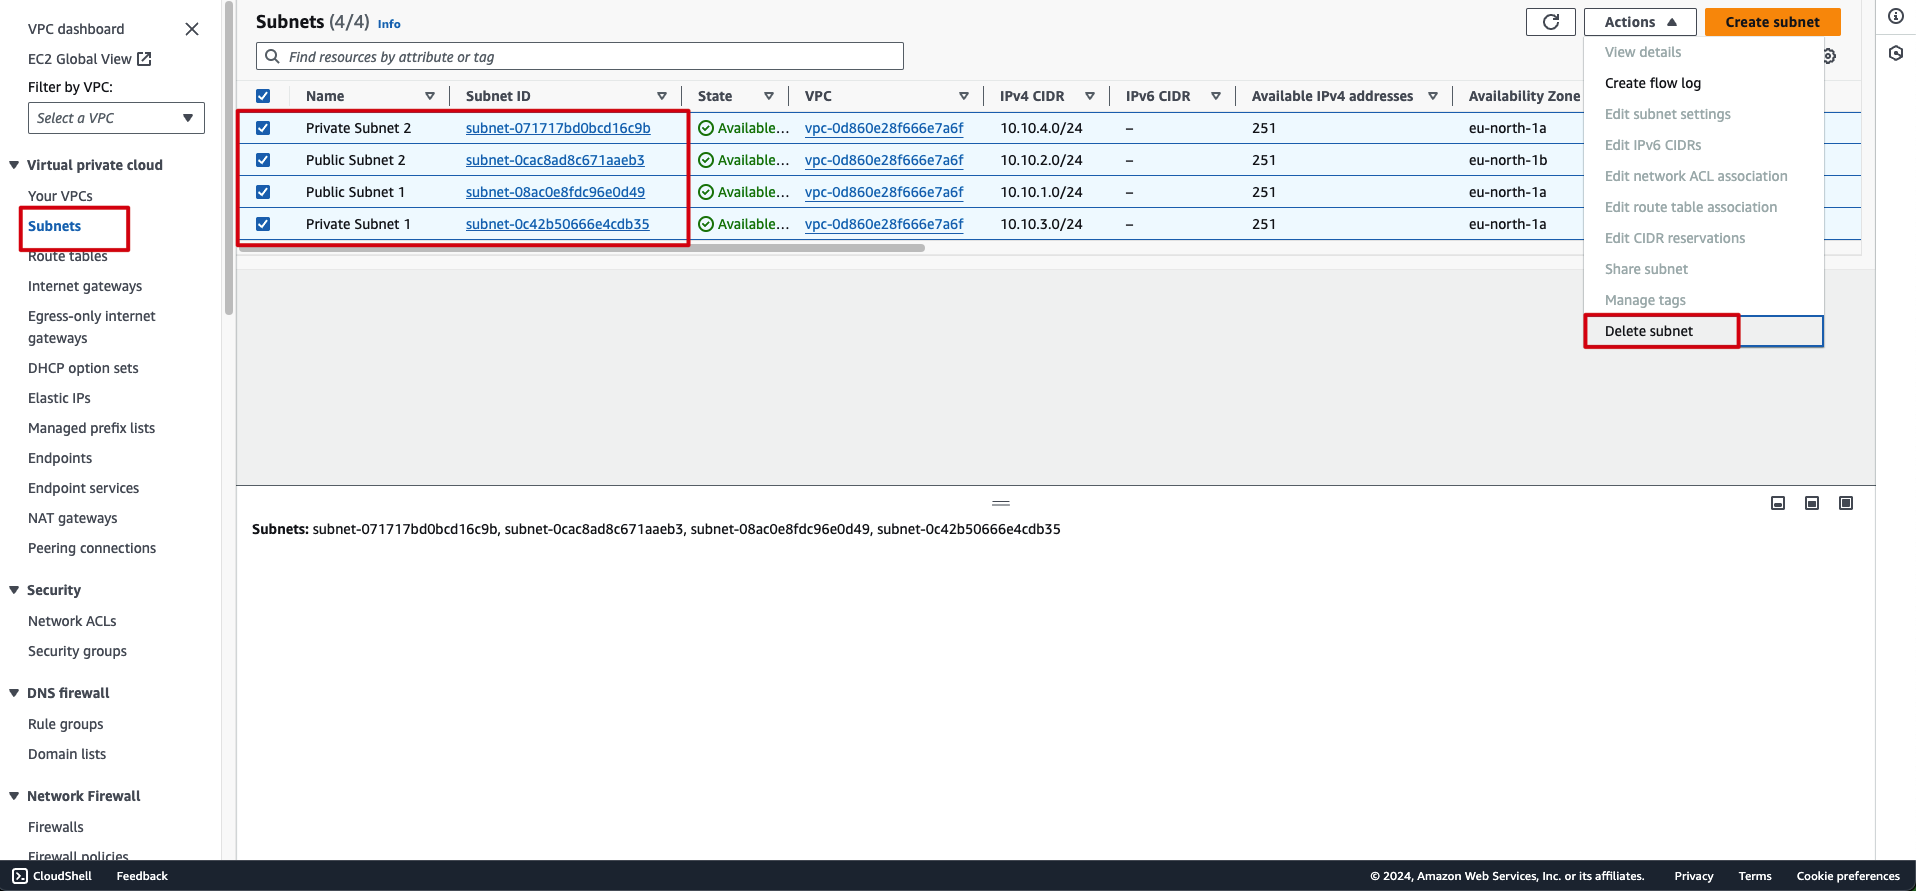 VPC dashboard
EC2 Global View
Filter by VPC:
Select a VPC
Virtual private cloud
Your VPCs
Subnets
Route tables
Internet gateways
Egress-only internet
gateways
DHCP option sets
Elastic IPs
Managed prefix lists
Endpoints
Endpoint services
NAT gateways
Peering connections
Security
Network ACLs
Security groups
DNS firewall
Rule groups
Domain lists
Network Firewall
Firewalls
Firewall policies
Subnets (4/4) Info
Actions
Create subnet
Find resources by attribute or tag
Name Subnet ID State VPC IPv4 CIDR IPv6 CIDR Available IPv4 addresses Availability Zone
Private Subnet 2 subnet-071717bd0bcd16c9b Available... vpc-0d860e28f666e7a6f 10.10.4.0/24 – 251 eu-north-1a
Public Subnet 2 subnet-0cac8ad8c671aaeb3 Available... vpc-0d860e28f666e7a6f 10.10.2.0/24 – 251 eu-north-1b
Public Subnet 1 subnet-08ac0e8fdc96e0d49 Available... vpc-0d860e28f666e7a6f 10.10.1.0/24 – 251 eu-north-1a
Private Subnet 1 subnet-0c42b50666e4cdb35 Available... vpc-0d860e28f666e7a6f 10.10.3.0/24 – 251 eu-north-1a
View details
Create flow log
Edit subnet settings
Edit IPv6 CIDRs
Edit network ACL association
Edit route table association
Edit CIDR reservations
Share subnet
Manage tags
Delete subnet
Subnets: subnet-071717bd0bcd16c9b, subnet-0cac8ad8c671aaeb3, subnet-08ac0e8fdc96e0d49, subnet-0c42b50666e4cdb35
CloudShell Feedback © 2024, Amazon Web Services, Inc. or its affiliates. Privacy Terms Cookie preferences